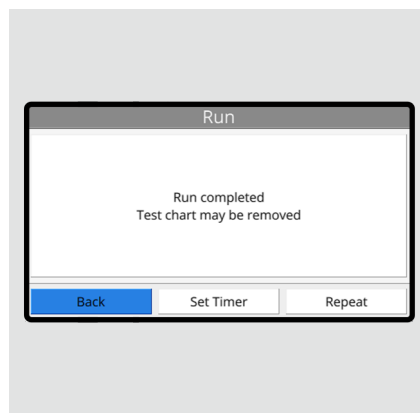 Run
Run completed
Test chart may be removed
Back
Set Timer
Repeat